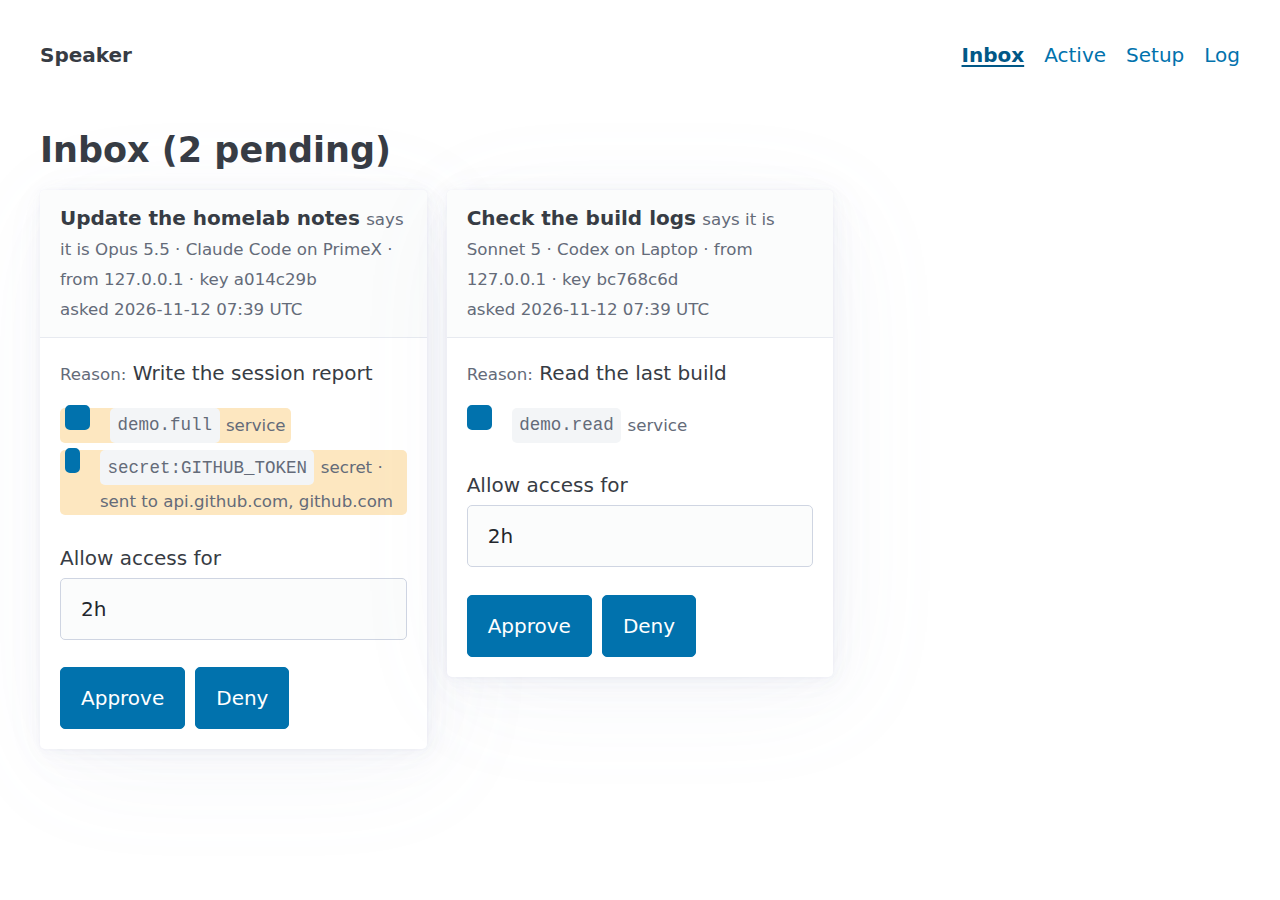 Speaker
Inbox Active Setup Log
Inbox (2 pending)
Update the homelab notes says
it is Opus 5.5 · Claude Code on PrimeX ·
from 127.0.0.1 · key a014c29b
asked 2026-11-12 07:39 UTC
Reason: Write the session report
demo.full service
secret:GITHUB_TOKEN secret ·
sent to api.github.com, github.com
Allow access for
2h
Approve Deny
Check the build logs says it is
Sonnet 5 · Codex on Laptop · from
127.0.0.1 · key bc768c6d
asked 2026-11-12 07:39 UTC
Reason: Read the last build
demo.read service
Allow access for
2h
Approve Deny